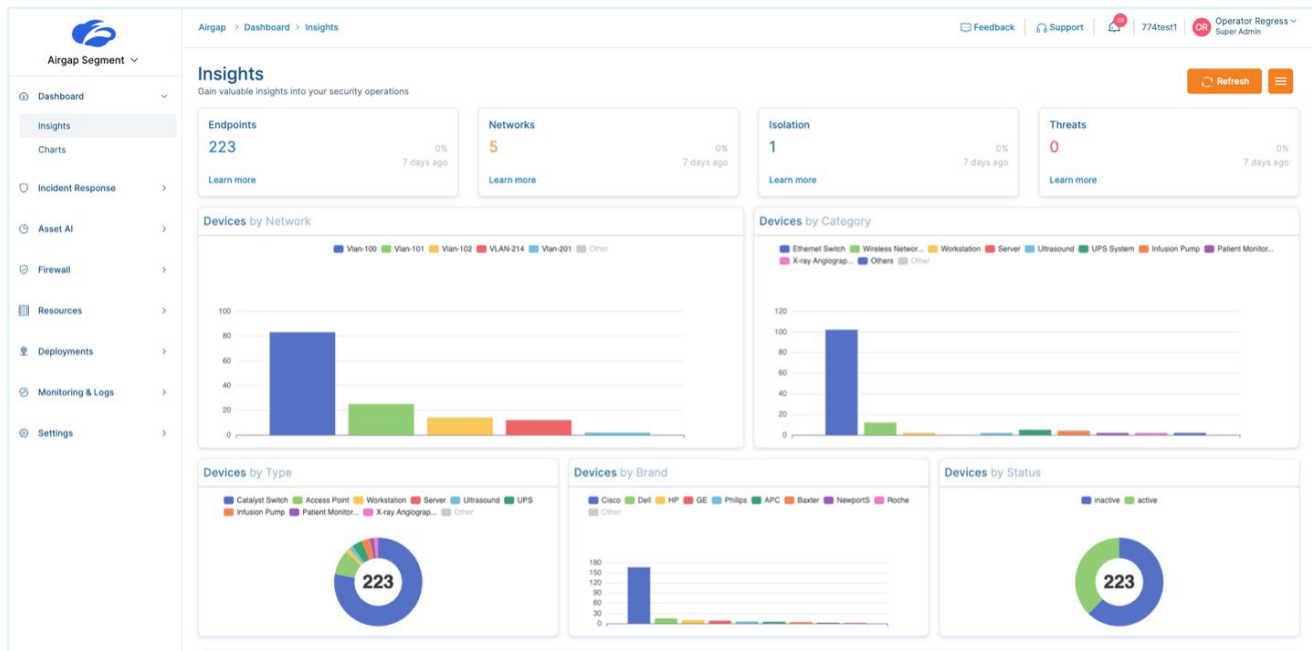 Airgap > Dashboard > Insights
Feedback
Support
28
774test1
OR
Operator Regress
Super Admin
Airgap Segment
Dashboard
Insights
Charts
Incident Response
Asset AI
Firewall
Resources
Deployments
Monitoring & Logs
Settings
Insights
Gain valuable insights into your security operations
Refresh
Endpoints
223
0%
7 days ago
Learn more
Networks
5
0%
7 days ago
Learn more
Isolation
1
0%
7 days ago
Learn more
Threats
0
0%
7 days ago
Learn more
Devices by Network
Vlan-100 Vlan-101 Vlan-102 VLAN-214 Vlan-201 Other
100
80
60
40
20
0
Devices by Category
Ethernet Switch Wireless Networ... Workstation Server Ultrasound UPS System Infusion Pump Patient Monitor...
X-ray Angiograp... Others Other
120
100
80
60
40
20
0
Devices by Type
Catalyst Switch Access Point Workstation Server Ultrasound UPS
Infusion Pump Patient Monitor... X-ray Angiograp... Other
223
Devices by Brand
Cisco Dell HP GE Philips APC Baxter NewportS Roche
Other
180
150
120
90
60
30
0
Devices by Status
inactive active
223